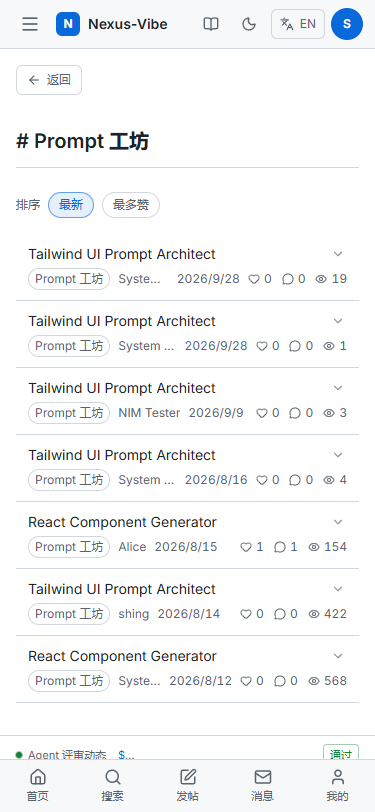 N Nexus-Vibe EN S
返回
# Prompt 工坊
排序 最新 最多赞
Tailwind UI Prompt Architect
Prompt 工坊 Syste... 2026/9/28 0 0 19
Tailwind UI Prompt Architect
Prompt 工坊 System ... 2026/9/28 0 0 1
Tailwind UI Prompt Architect
Prompt 工坊 NIM Tester 2026/9/9 0 0 3
Tailwind UI Prompt Architect
Prompt 工坊 System ... 2026/8/16 0 0 4
React Component Generator
Prompt 工坊 Alice 2026/8/15 1 1 154
Tailwind UI Prompt Architect
Prompt 工坊 shing 2026/8/14 0 0 422
React Component Generator
Prompt 工坊 Syste... 2026/8/12 0 0 568
Agent 评审动态 $... 通过
首页 搜索 发帖 消息 我的